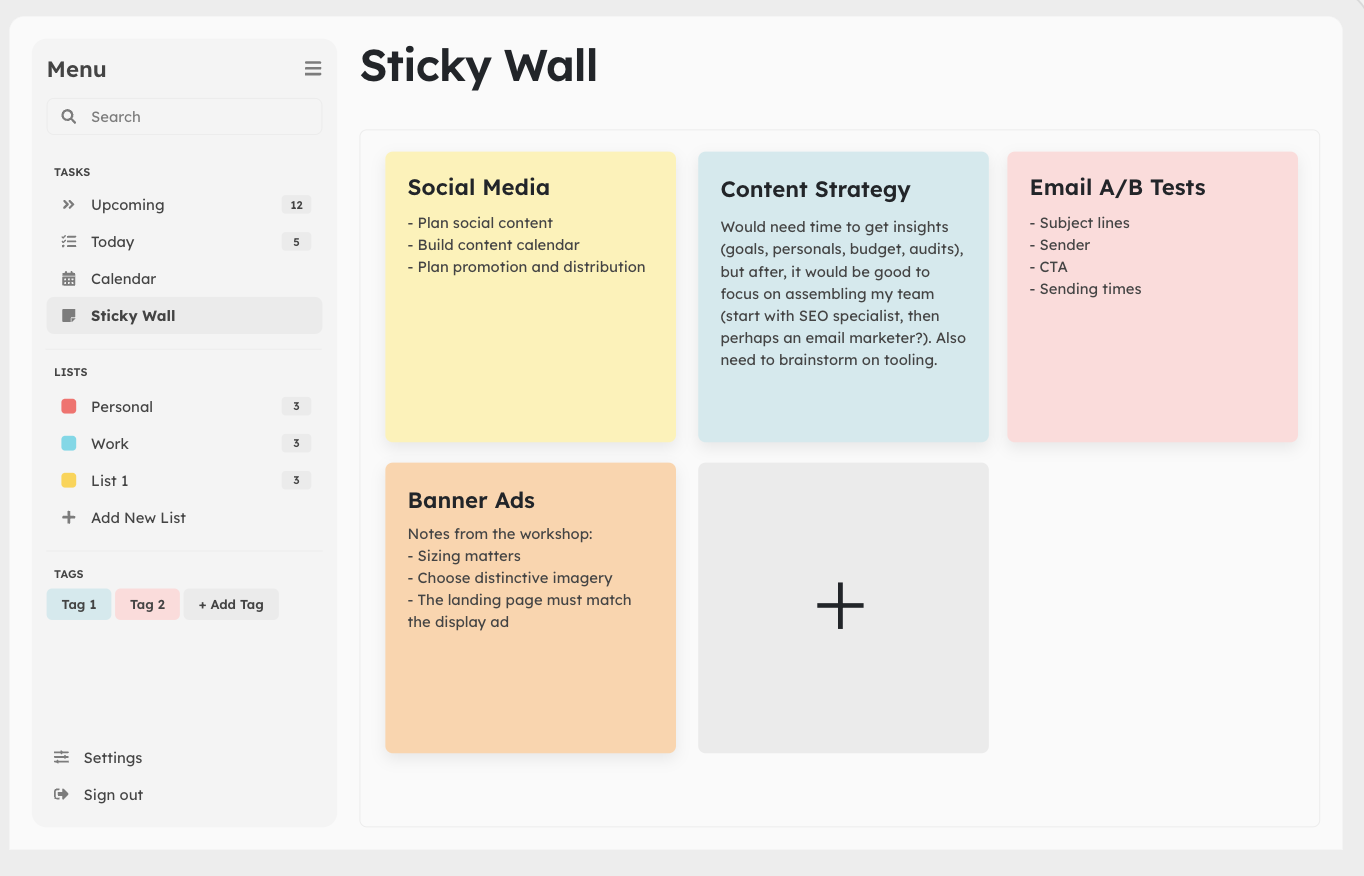 Menu
Search
TASKS
Upcoming 12
Today 5
Calendar
Sticky Wall
LISTS
Personal 3
Work 3
List 1 3
Add New List
TAGS
Tag 1 Tag 2 + Add Tag
Settings
Sign out
Sticky Wall
Social Media
- Plan social content
- Build content calendar
- Plan promotion and distribution
Content Strategy
Would need time to get insights
(goals, personals, budget, audits),
but after, it would be good to
focus on assembling my team
(start with SEO specialist, then
perhaps an email marketer?). Also
need to brainstorm on tooling.
Email A/B Tests
- Subject lines
- Sender
- CTA
- Sending times
Banner Ads
Notes from the workshop:
- Sizing matters
- Choose distinctive imagery
- The landing page must match
the display ad